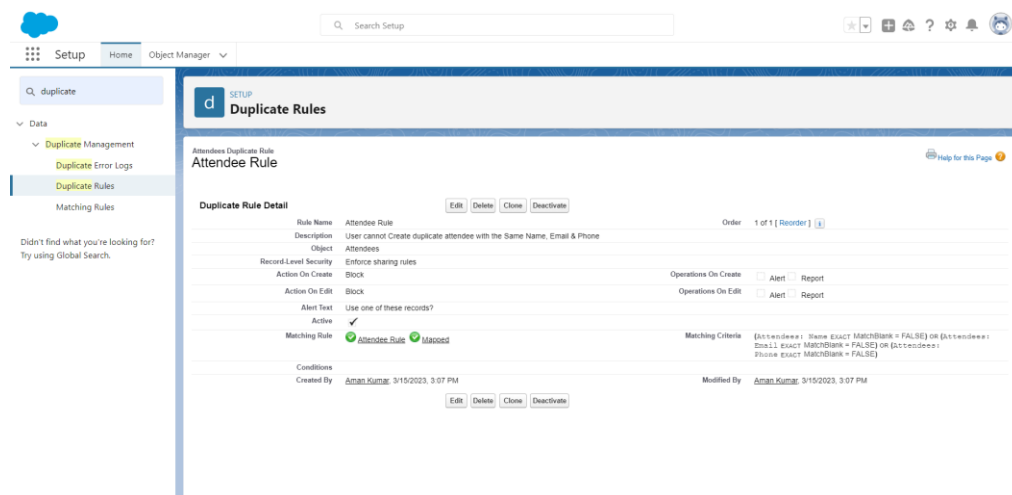 Search Setup
Setup Home Object Manager
duplicate
Data
Duplicate Management
Duplicate Error Logs
Duplicate Rules
Matching Rules
Didn't find what you're looking for?
Try using Global Search.
d
SETUP
Duplicate Rules
Attendees Duplicate Rule
Attendee Rule
Help for this Page
Duplicate Rule Detail Edit Delete Clone Deactivate
Rule Name Attendee Rule Order 1 of 1 [ Reorder ] i
Description User cannot Create duplicate attendee with the Same Name, Email & Phone
Object Attendees
Record-Level Security Enforce sharing rules
Action On Create Block Operations On Create Alert Report
Action On Edit Block Operations On Edit Alert Report
Alert Text Use one of these records?
Active
Matching Rule Attendee Rule Mapped Matching Criteria (Attendees: Name EXACT MatchBlank = FALSE) OR (Attendees:
Email EXACT MatchBlank = FALSE) OR (Attendees:
Phone EXACT MatchBlank = FALSE)
Conditions
Created By Aman Kumar, 3/15/2023, 3:07 PM Modified By Aman Kumar, 3/15/2023, 3:07 PM
Edit Delete Clone Deactivate